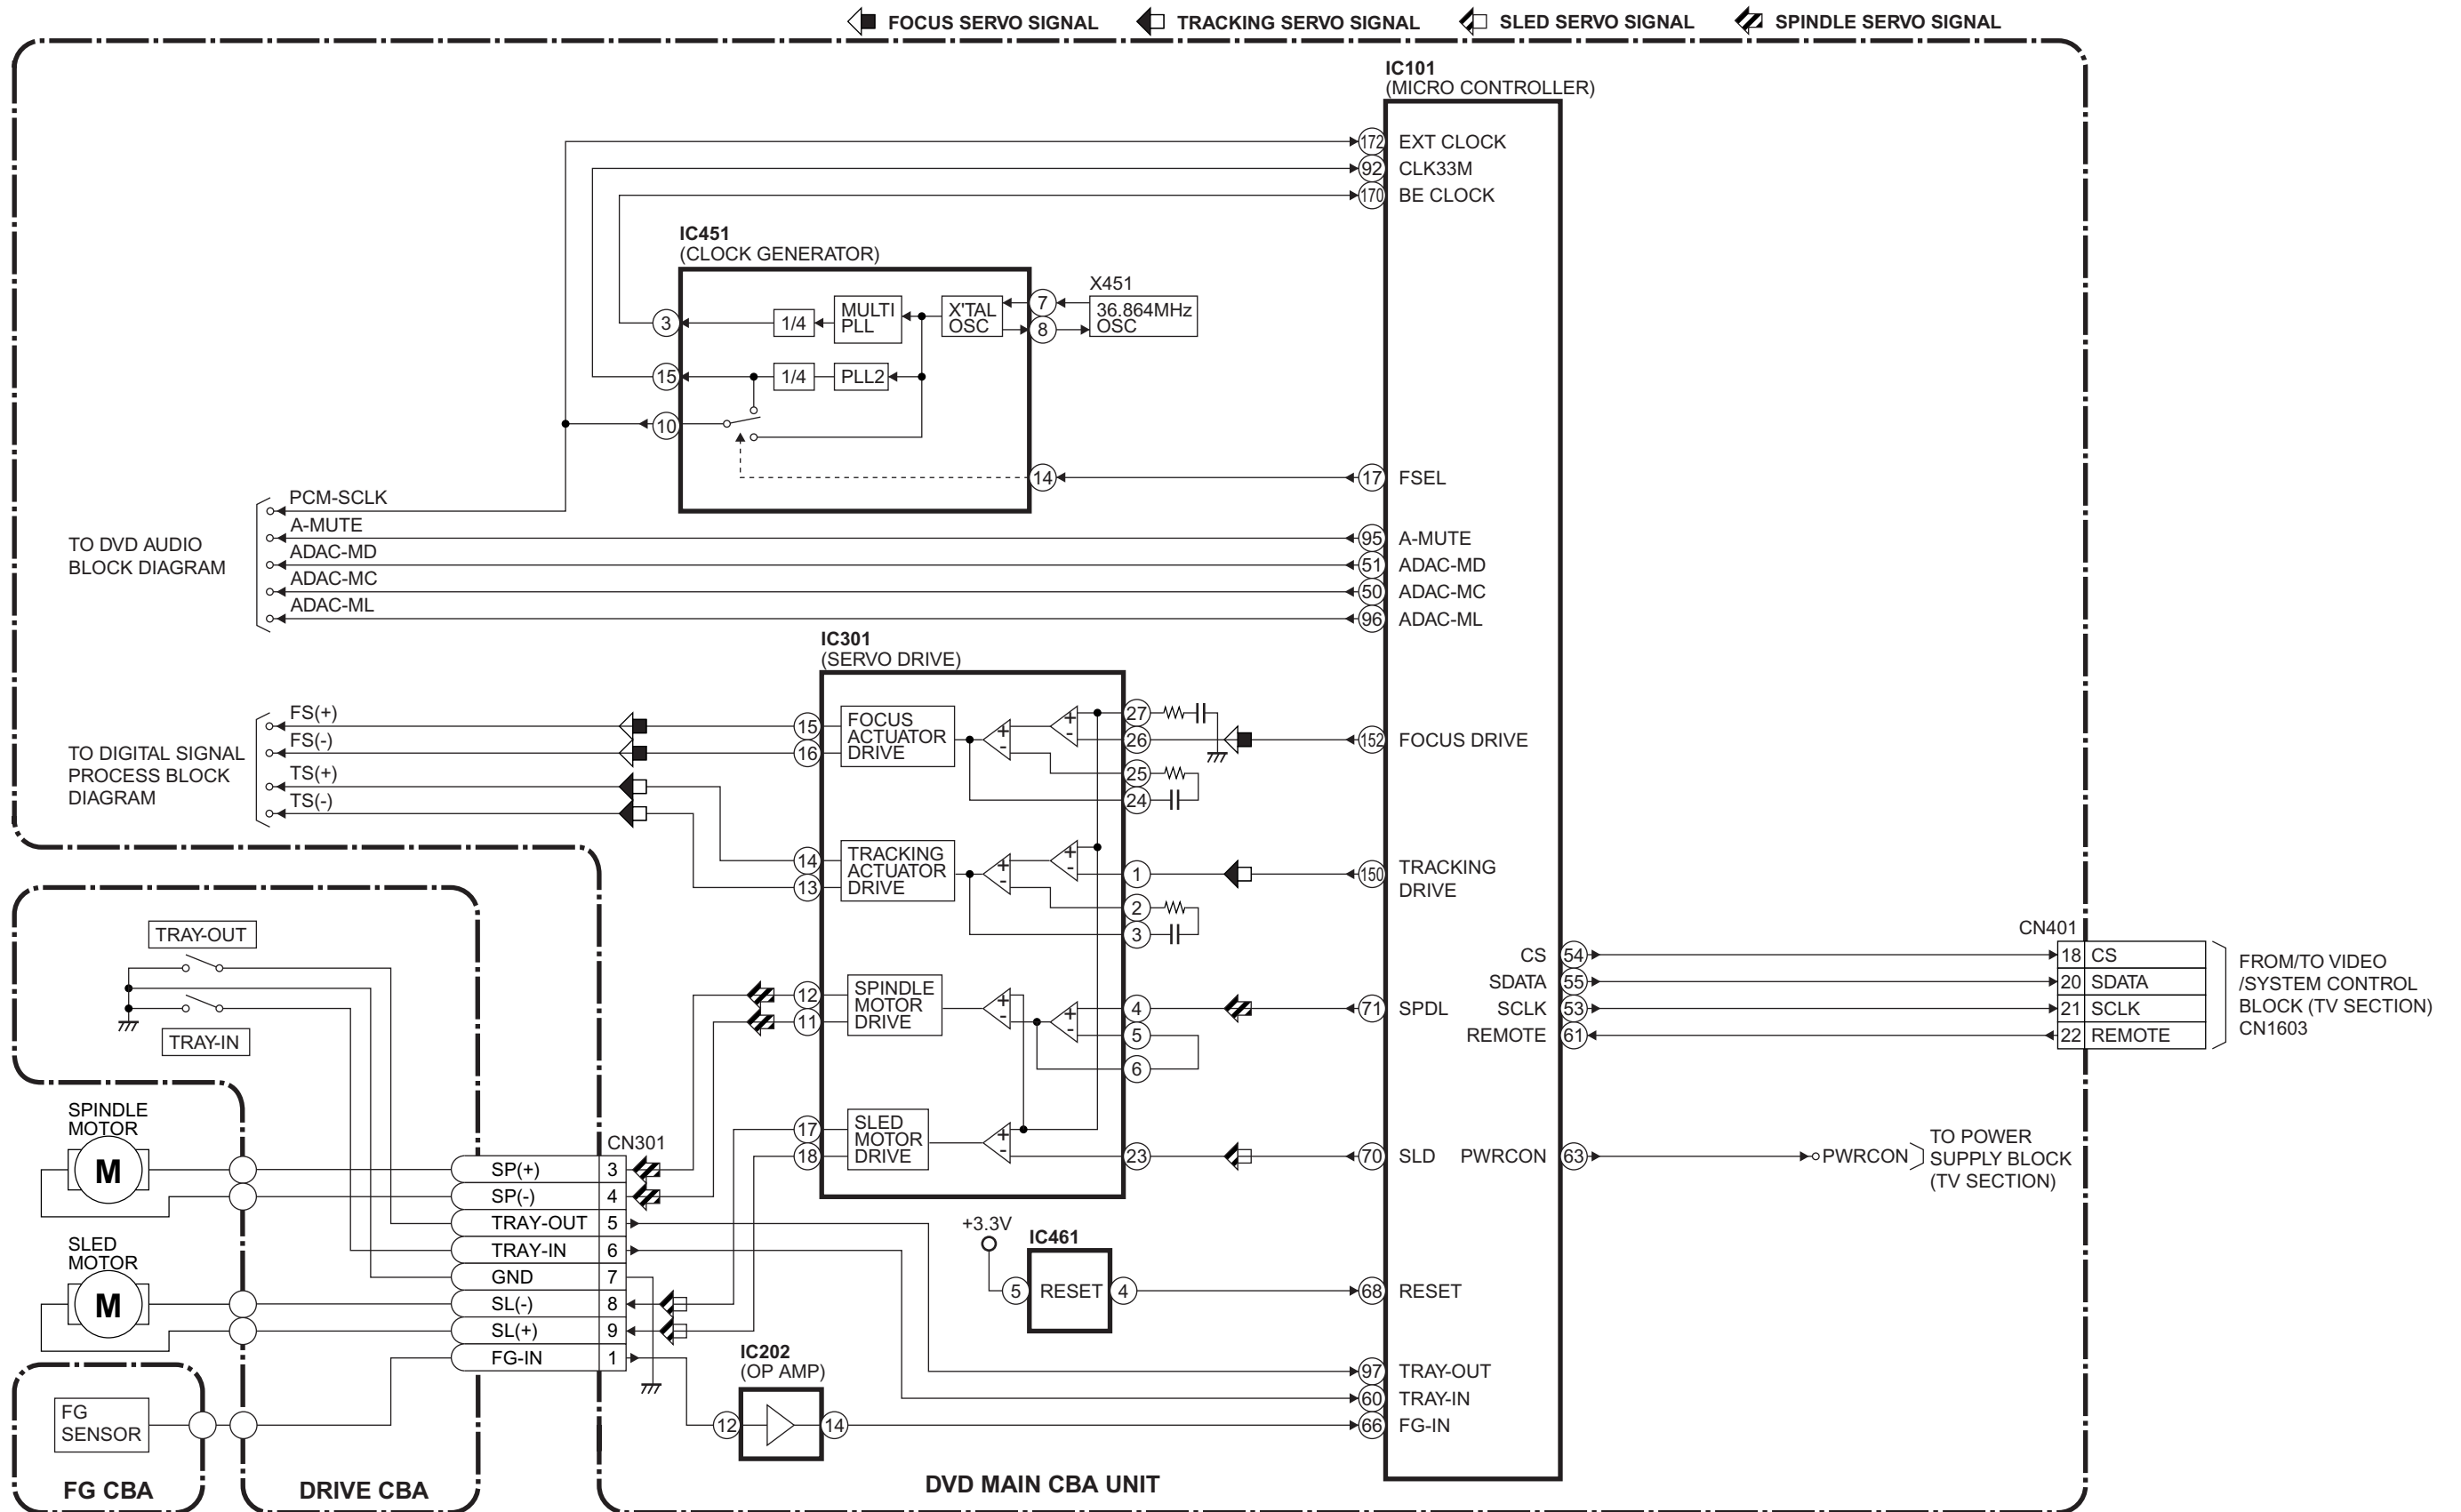 FOCUS SERVO SIGNAL
TRACKING SERVO SIGNAL
SLED SERVO SIGNAL
SPINDLE SERVO SIGNAL
IC101
(MICRO CONTROLLER)
172 EXT CLOCK
92 CLK33M
170 BE CLOCK
IC451
(CLOCK GENERATOR)
X451
3
1/4
MULTI
PLL
X'TAL
OSC
7
8
36.864MHz
OSC
15
1/4
PLL2
10
14
17 FSEL
TO DVD AUDIO
BLOCK DIAGRAM
PCM-SCLK
A-MUTE
ADAC-MD
ADAC-MC
ADAC-ML
95 A-MUTE
51 ADAC-MD
50 ADAC-MC
96 ADAC-ML
IC301
(SERVO DRIVE)
TO DIGITAL SIGNAL
PROCESS BLOCK
DIAGRAM
FS(+)
FS(-)
TS(+)
TS(-)
15
16
FOCUS
ACTUATOR
DRIVE
+
-
+
-
27
26
25
24
152 FOCUS DRIVE
14
13
TRACKING
ACTUATOR
DRIVE
+
-
+
-
1
2
3
150 TRACKING
DRIVE
TRAY-OUT
TRAY-IN
12
11
SPINDLE
MOTOR
DRIVE
+
-
+
-
4
5
6
71 SPDL
CS 54
SDATA 55
SCLK 53
REMOTE 61
CN401
18 CS
20 SDATA
21 SCLK
22 REMOTE
FROM/TO VIDEO
/SYSTEM CONTROL
BLOCK (TV SECTION)
CN1603
17
18
SLED
MOTOR
DRIVE
+
-
23
70 SLD
PWRCON 63
PWRCON
TO POWER
SUPPLY BLOCK
(TV SECTION)
SPINDLE
MOTOR
M
SLED
MOTOR
M
CN301
SP(+) 3
SP(-) 4
TRAY-OUT 5
TRAY-IN 6
GND 7
SL(-) 8
SL(+) 9
FG-IN 1
+3.3V
IC461
5 RESET 4
68 RESET
IC202
(OP AMP)
12
14
97 TRAY-OUT
60 TRAY-IN
66 FG-IN
FG
SENSOR
FG CBA
DRIVE CBA
DVD MAIN CBA UNIT